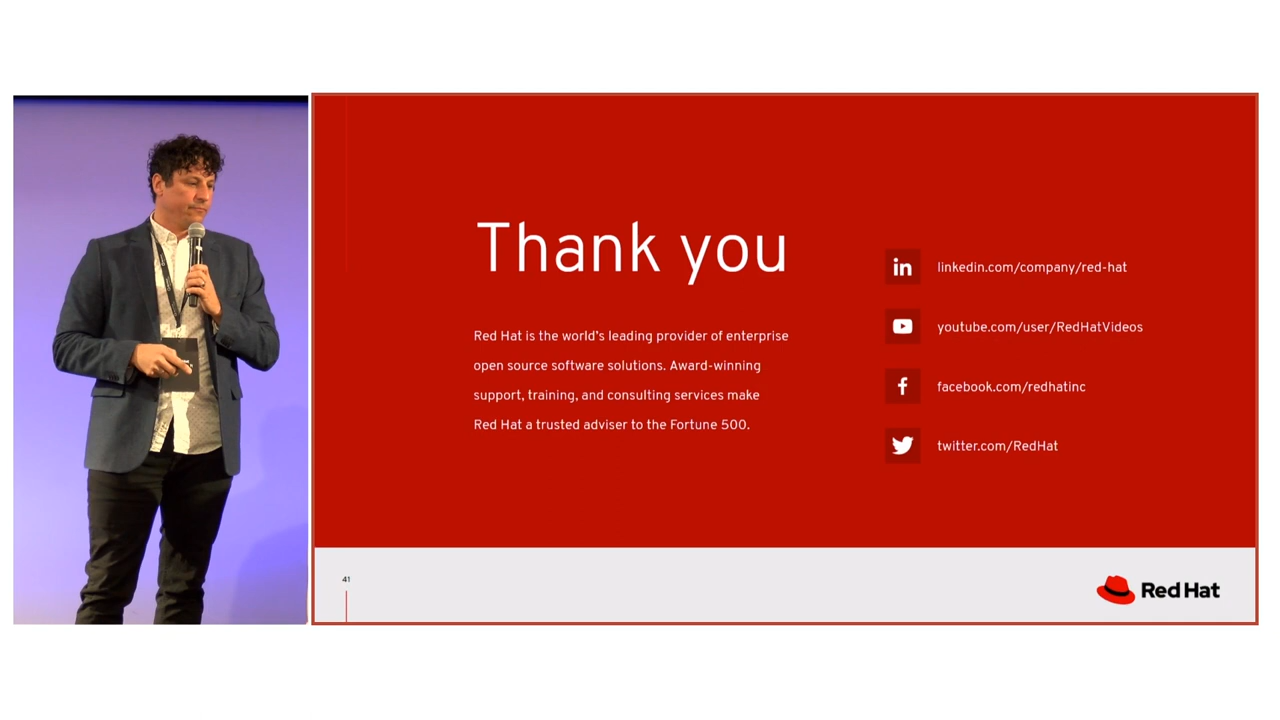 Thank you
Red Hat is the world's leading provider of enterprise
open source software solutions. Award-winning
support, training, and consulting services make
Red Hat a trusted adviser to the Fortune 500.
in linkedin.com/company/red-hat
youtube.com/user/RedHatVideos
f facebook.com/redhatinc
twitter.com/RedHat
41
Red Hat